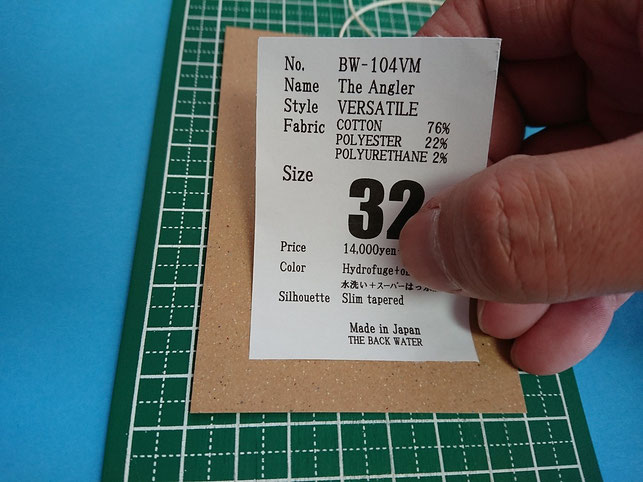 No. BW-104VM
Name The Angler
Style VERSATILE
Fabric COTTON 76%
POLYESTER 22%
POLYURETHANE 2%
Size 32
Price 14,000yen
Color Hydrofuge+
水洗い+スーパーはっ
Silhouette Slim tapered
Made in Japan
THE BACK WATER